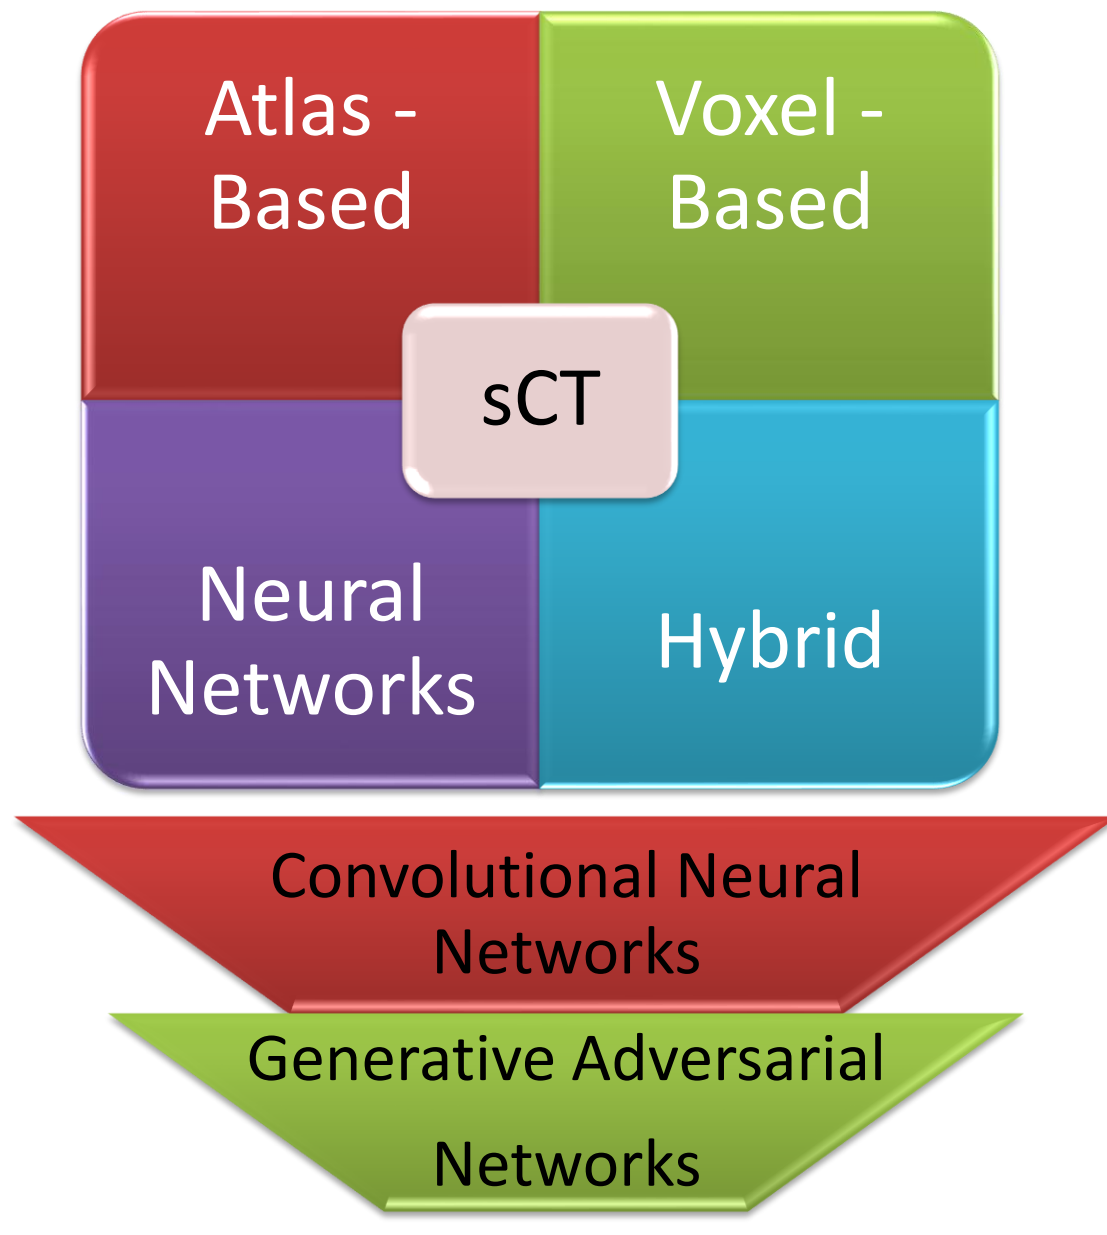 Atlas -
Based
Voxel -
Based
sCT
Neural
Networks
Hybrid
Convolutional Neural
Networks
Generative Adversarial
Networks